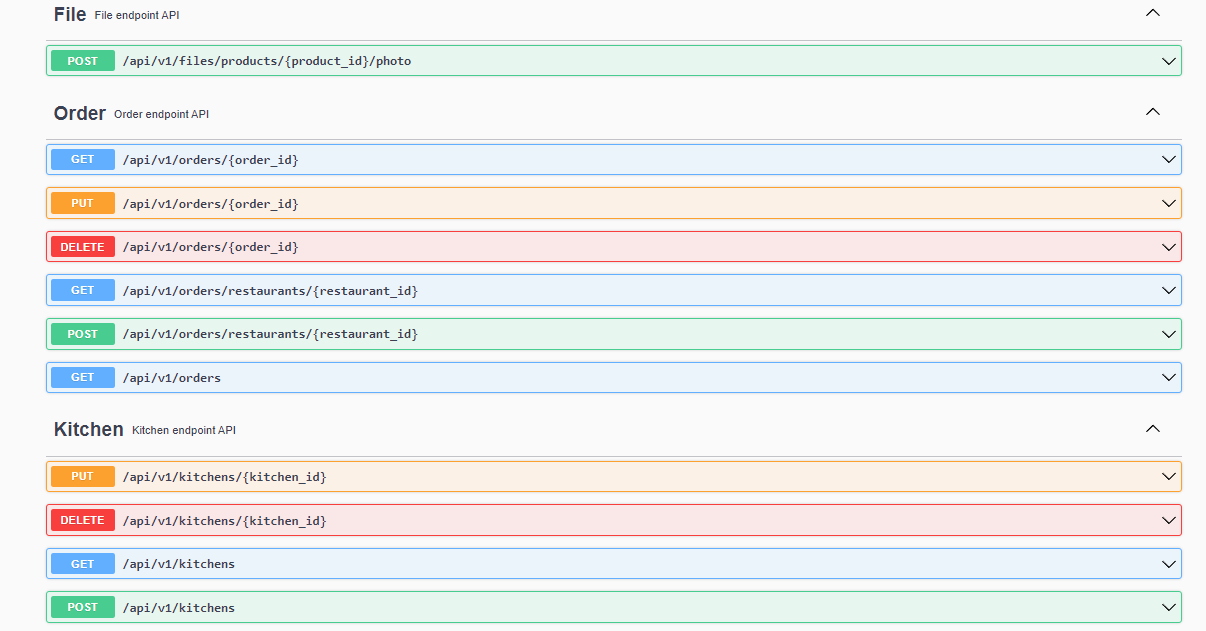 File File endpoint API
POST /api/v1/files/products/{product_id}/photo
Order Order endpoint API
GET /api/v1/orders/{order_id}
PUT /api/v1/orders/{order_id}
DELETE /api/v1/orders/{order_id}
GET /api/v1/orders/restaurants/{restaurant_id}
POST /api/v1/orders/restaurants/{restaurant_id}
GET /api/v1/orders
Kitchen Kitchen endpoint API
PUT /api/v1/kitchens/{kitchen_id}
DELETE /api/v1/kitchens/{kitchen_id}
GET /api/v1/kitchens
POST /api/v1/kitchens